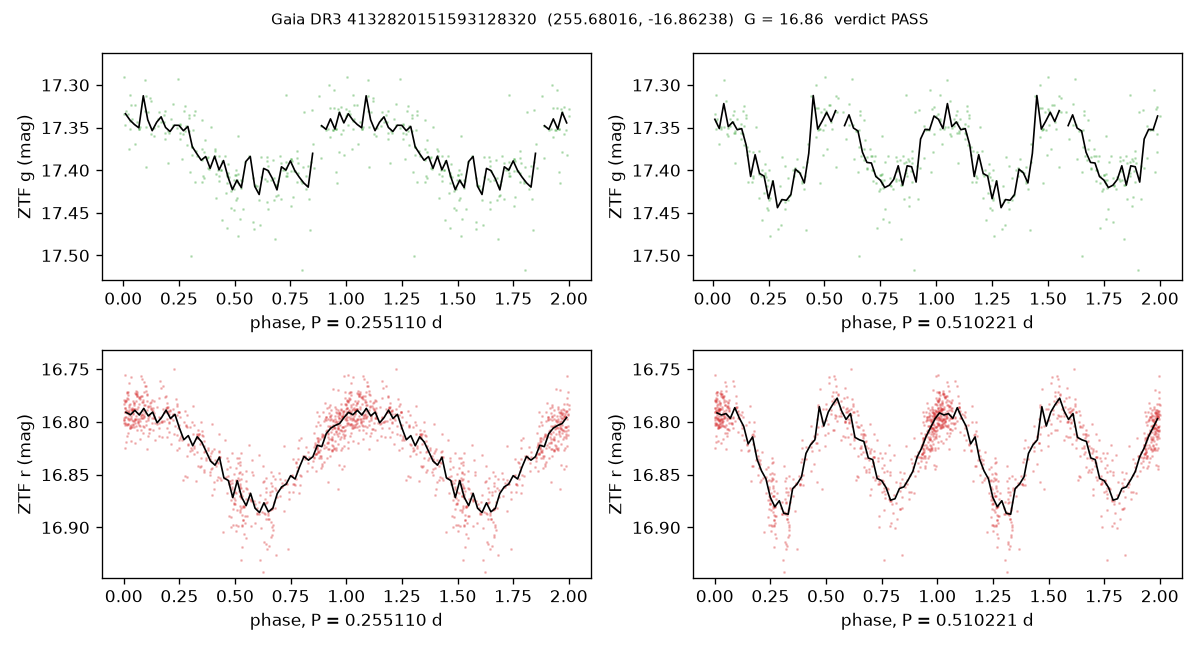 Gaia DR3 4132820151593128320  (255.68016, -16.86238)  G = 16.86  verdict PASS
ZTF g (mag)
17.30
17.35
17.40
17.45
17.50
0.00 0.25 0.50 0.75 1.00 1.25 1.50 1.75 2.00
phase, P = 0.255110 d
ZTF g (mag)
17.30
17.35
17.40
17.45
17.50
0.00 0.25 0.50 0.75 1.00 1.25 1.50 1.75 2.00
phase, P = 0.510221 d
ZTF r (mag)
16.75
16.80
16.85
16.90
0.00 0.25 0.50 0.75 1.00 1.25 1.50 1.75 2.00
phase, P = 0.255110 d
ZTF r (mag)
16.75
16.80
16.85
16.90
0.00 0.25 0.50 0.75 1.00 1.25 1.50 1.75 2.00
phase, P = 0.510221 d